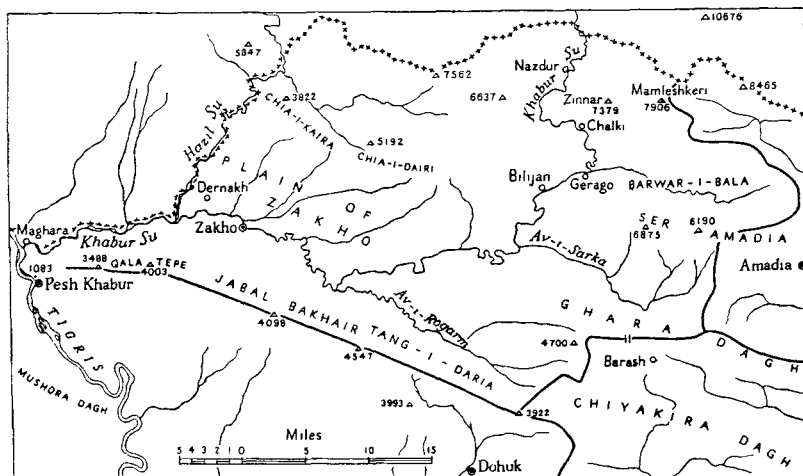 10676
5847
7562
Nazdur
6637
Khabur Su
Zinnar
7379
Mamleshkeri
7906
8465
Hazil Su
3822
CHIA-I-KAIRA
Chalki
5192
CHIA-I-DAIRI
PLAIN OF ZAKHO
Dernakh
Bilijan
Gerago
BARWAR-I-BALA
Maghara
Khabur Su
Zakho
SER AMADIA
6875
6190
Av-i-Sarka
Amadia
1083
3488
QALA TEPE
4003
Pesh Khabur
JABAL BAKHAIR TANG-I-DARIA
Av-i-Rogarm
GHARA DAGH
4098
4700
4547
Barash
TIGRIS
MUSHORA DAGH
3993
3922
CHIYAKIRA DAGH
Miles
5 4 3 2 1 0 5 10 15
Dohuk